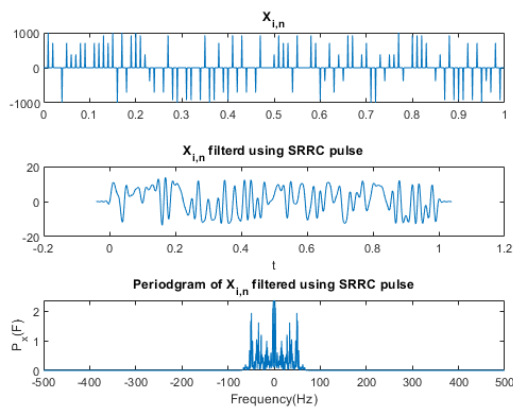 X_{i,n}
1000
0
-1000
0 0.1 0.2 0.3 0.4 0.5 0.6 0.7 0.8 0.9 1
X_{i,n} filterd using SRRC pulse
20
0
-20
-0.2 0 0.2 0.4 0.6 0.8 1 1.2
t
Periodgram of X_{i,n} filtered using SRRC pulse
P_x(F)
2
1
0
-500 -400 -300 -200 -100 0 100 200 300 400 500
Frequency(Hz)